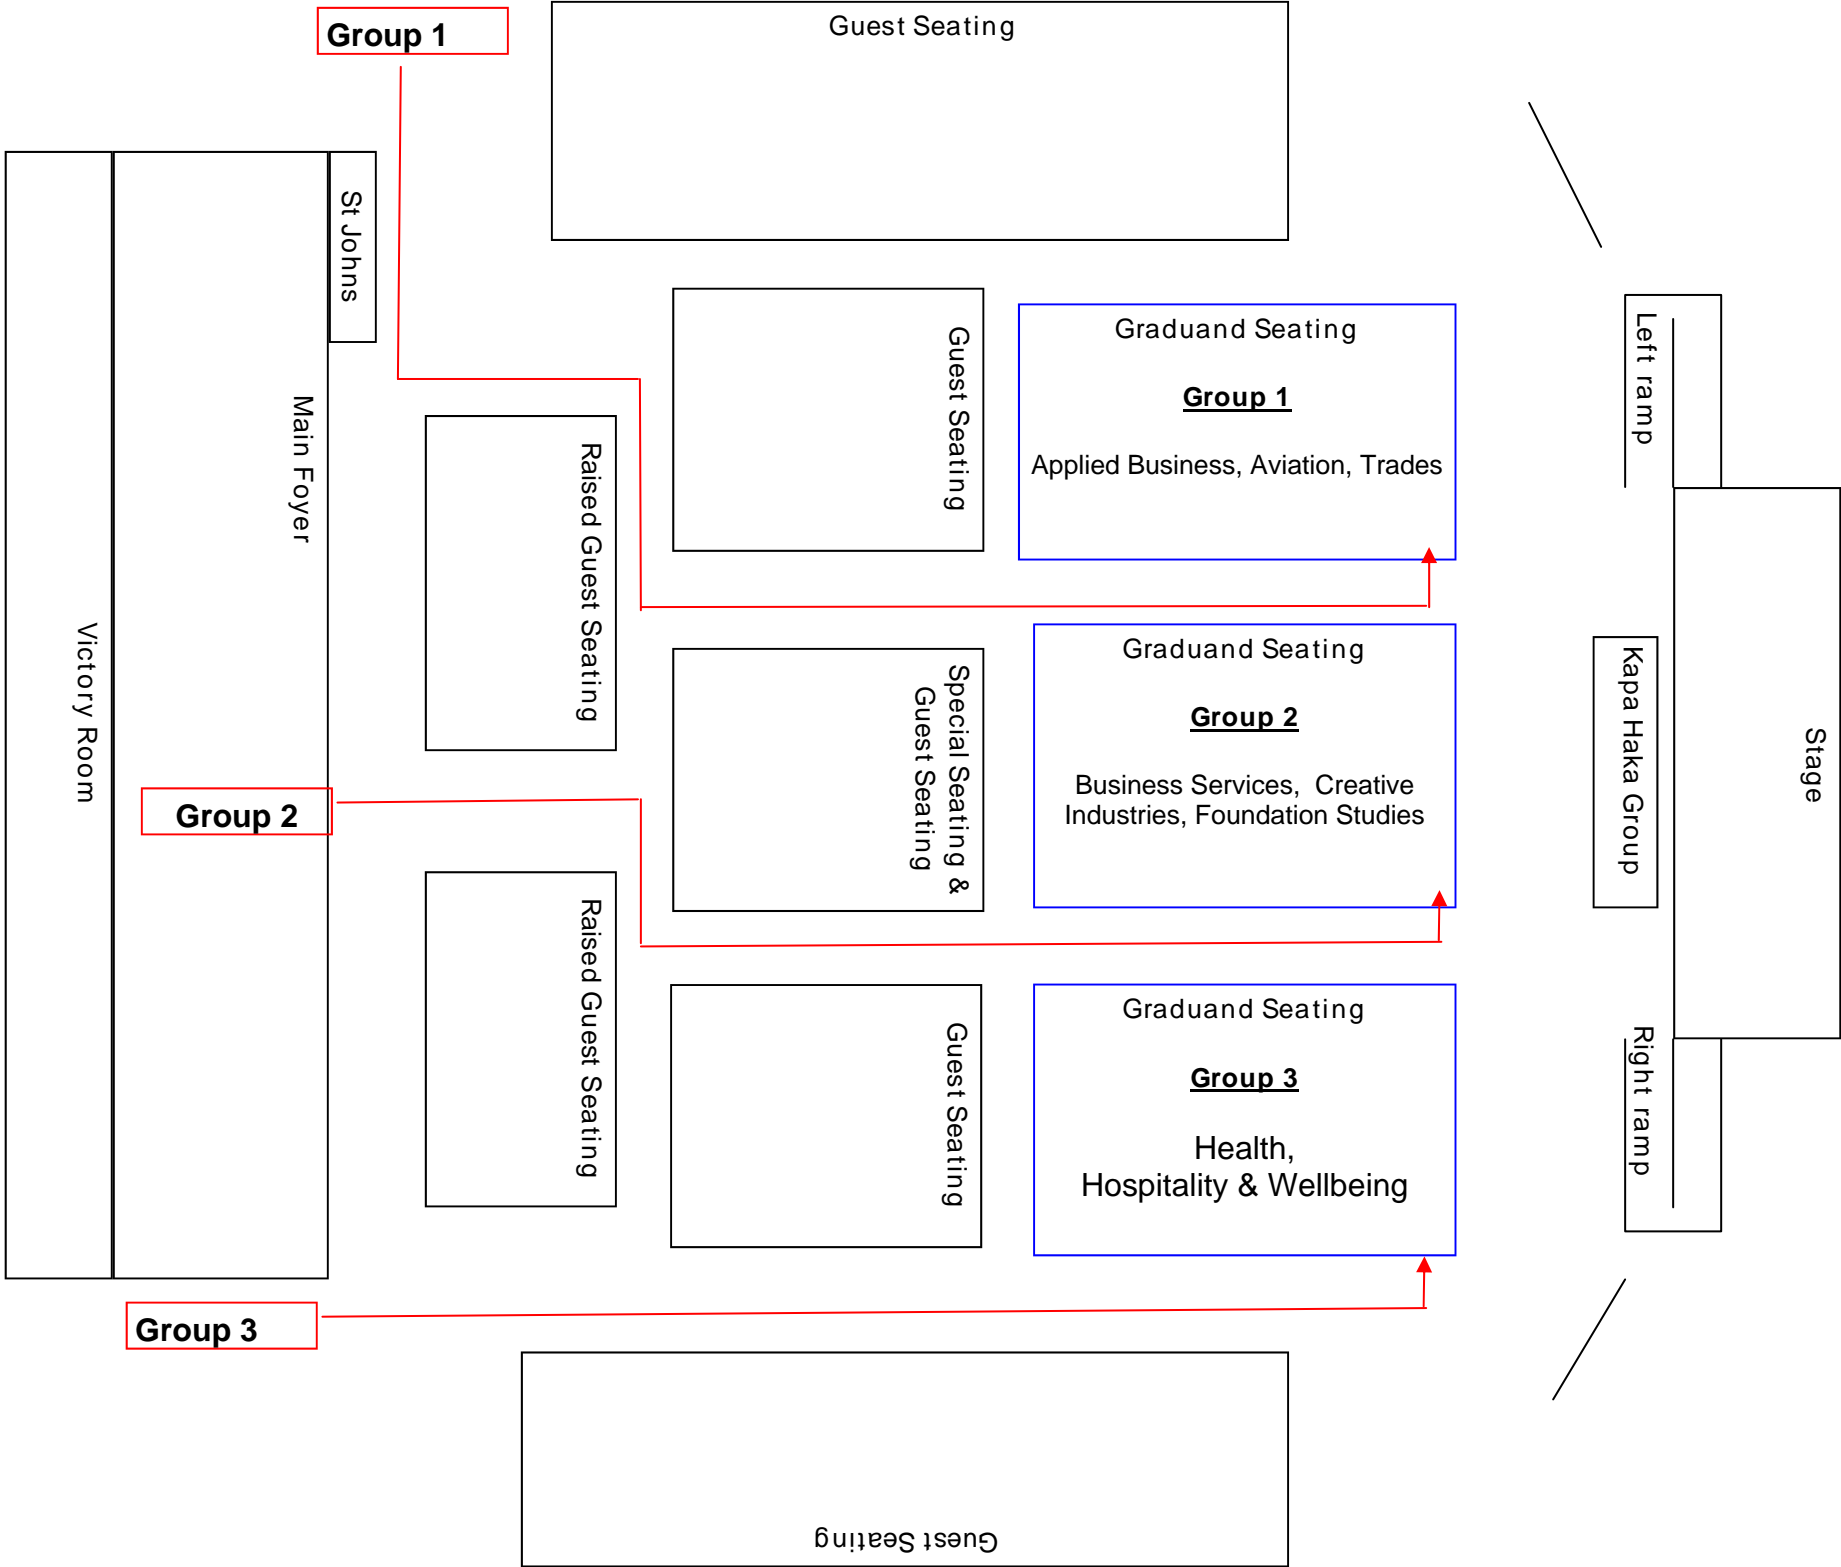 Group 1
Guest Seating
St Johns
Main Foyer
Victory Room
Guest Seating
Graduand Seating
Group 1
Applied Business, Aviation, Trades
Left ramp
Raised Guest Seating
Special Seating &
Guest Seating
Graduand Seating
Group 2
Business Services,  Creative
Industries, Foundation Studies
Kapa Haka Group
Stage
Group 2
Raised Guest Seating
Guest Seating
Graduand Seating
Group 3
Health,
Hospitality & Wellbeing
Right ramp
Group 3
Guest Seating